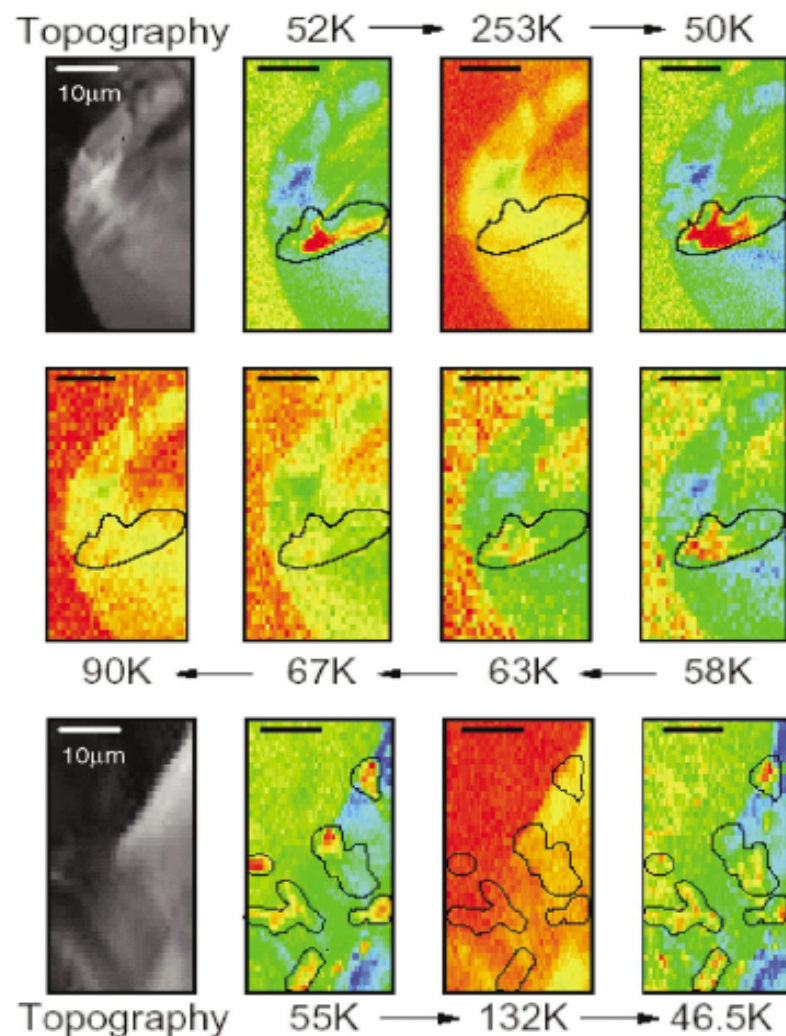 Topography 52K → 253K → 50K
10μm
90K ← 67K ← 63K ← 58K
10μm
Topography 55K → 132K → 46.5K